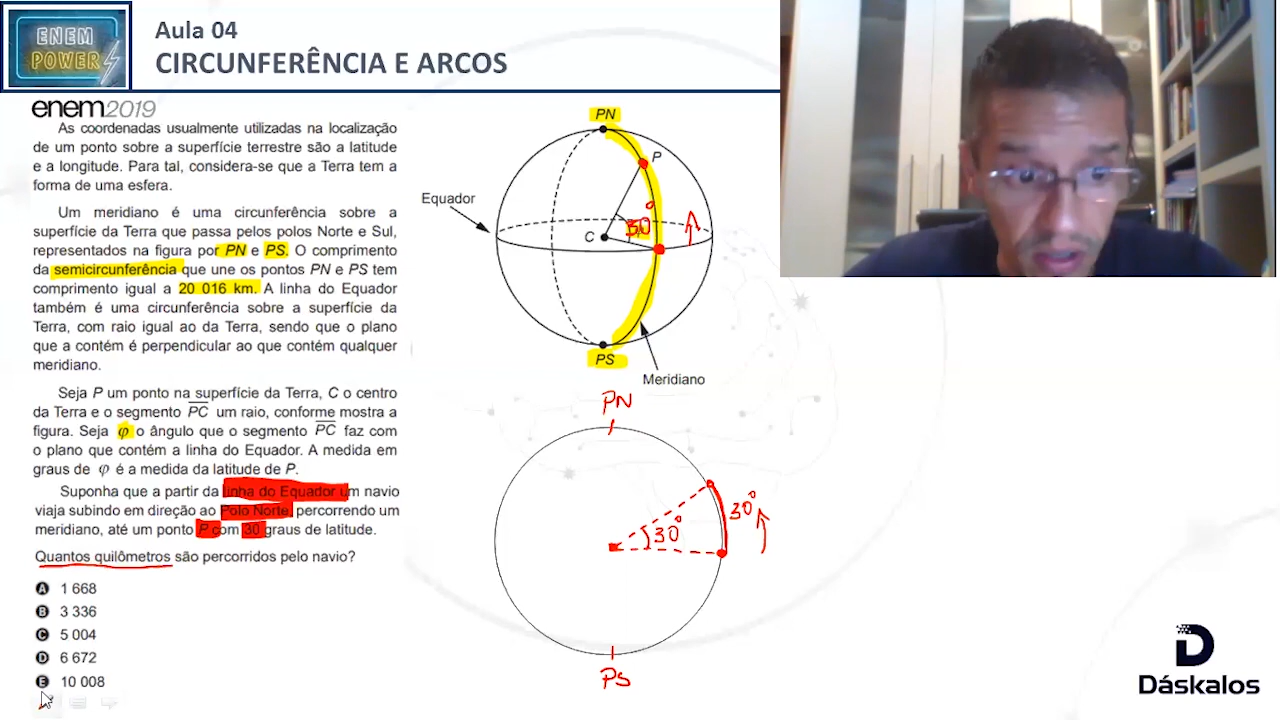 ENEM
POWER
Aula 04
CIRCUNFERÊNCIA E ARCOS
enem2019
As coordenadas usualmente utilizadas na localização
de um ponto sobre a superfície terrestre são a latitude
e a longitude. Para tal, considera-se que a Terra tem a
forma de uma esfera.
Um meridiano é uma circunferência sobre a
superfície da Terra que passa pelos polos Norte e Sul,
representados na figura por PN e PS. O comprimento
da semicircunferência que une os pontos PN e PS tem
comprimento igual a 20 016 km. A linha do Equador
também é uma circunferência sobre a superfície da
Terra, com raio igual ao da Terra, sendo que o plano
que a contém é perpendicular ao que contém qualquer
meridiano.
Seja P um ponto na superfície da Terra, C o centro
da Terra e o segmento PC um raio, conforme mostra a
figura. Seja φ o ângulo que o segmento PC faz com
o plano que contém a linha do Equador. A medida em
graus de φ é a medida da latitude de P.
Suponha que a partir da linha do Equador um navio
viaja subindo em direção ao Polo Norte, percorrendo um
meridiano, até um ponto P com 30 graus de latitude.
Quantos quilômetros são percorridos pelo navio?
A 1 668
B 3 336
C 5 004
D 6 672
E 10 008
PN
P
Equador
30°
C
PS
Meridiano
PN
30°
30°
PS
Dáskalos